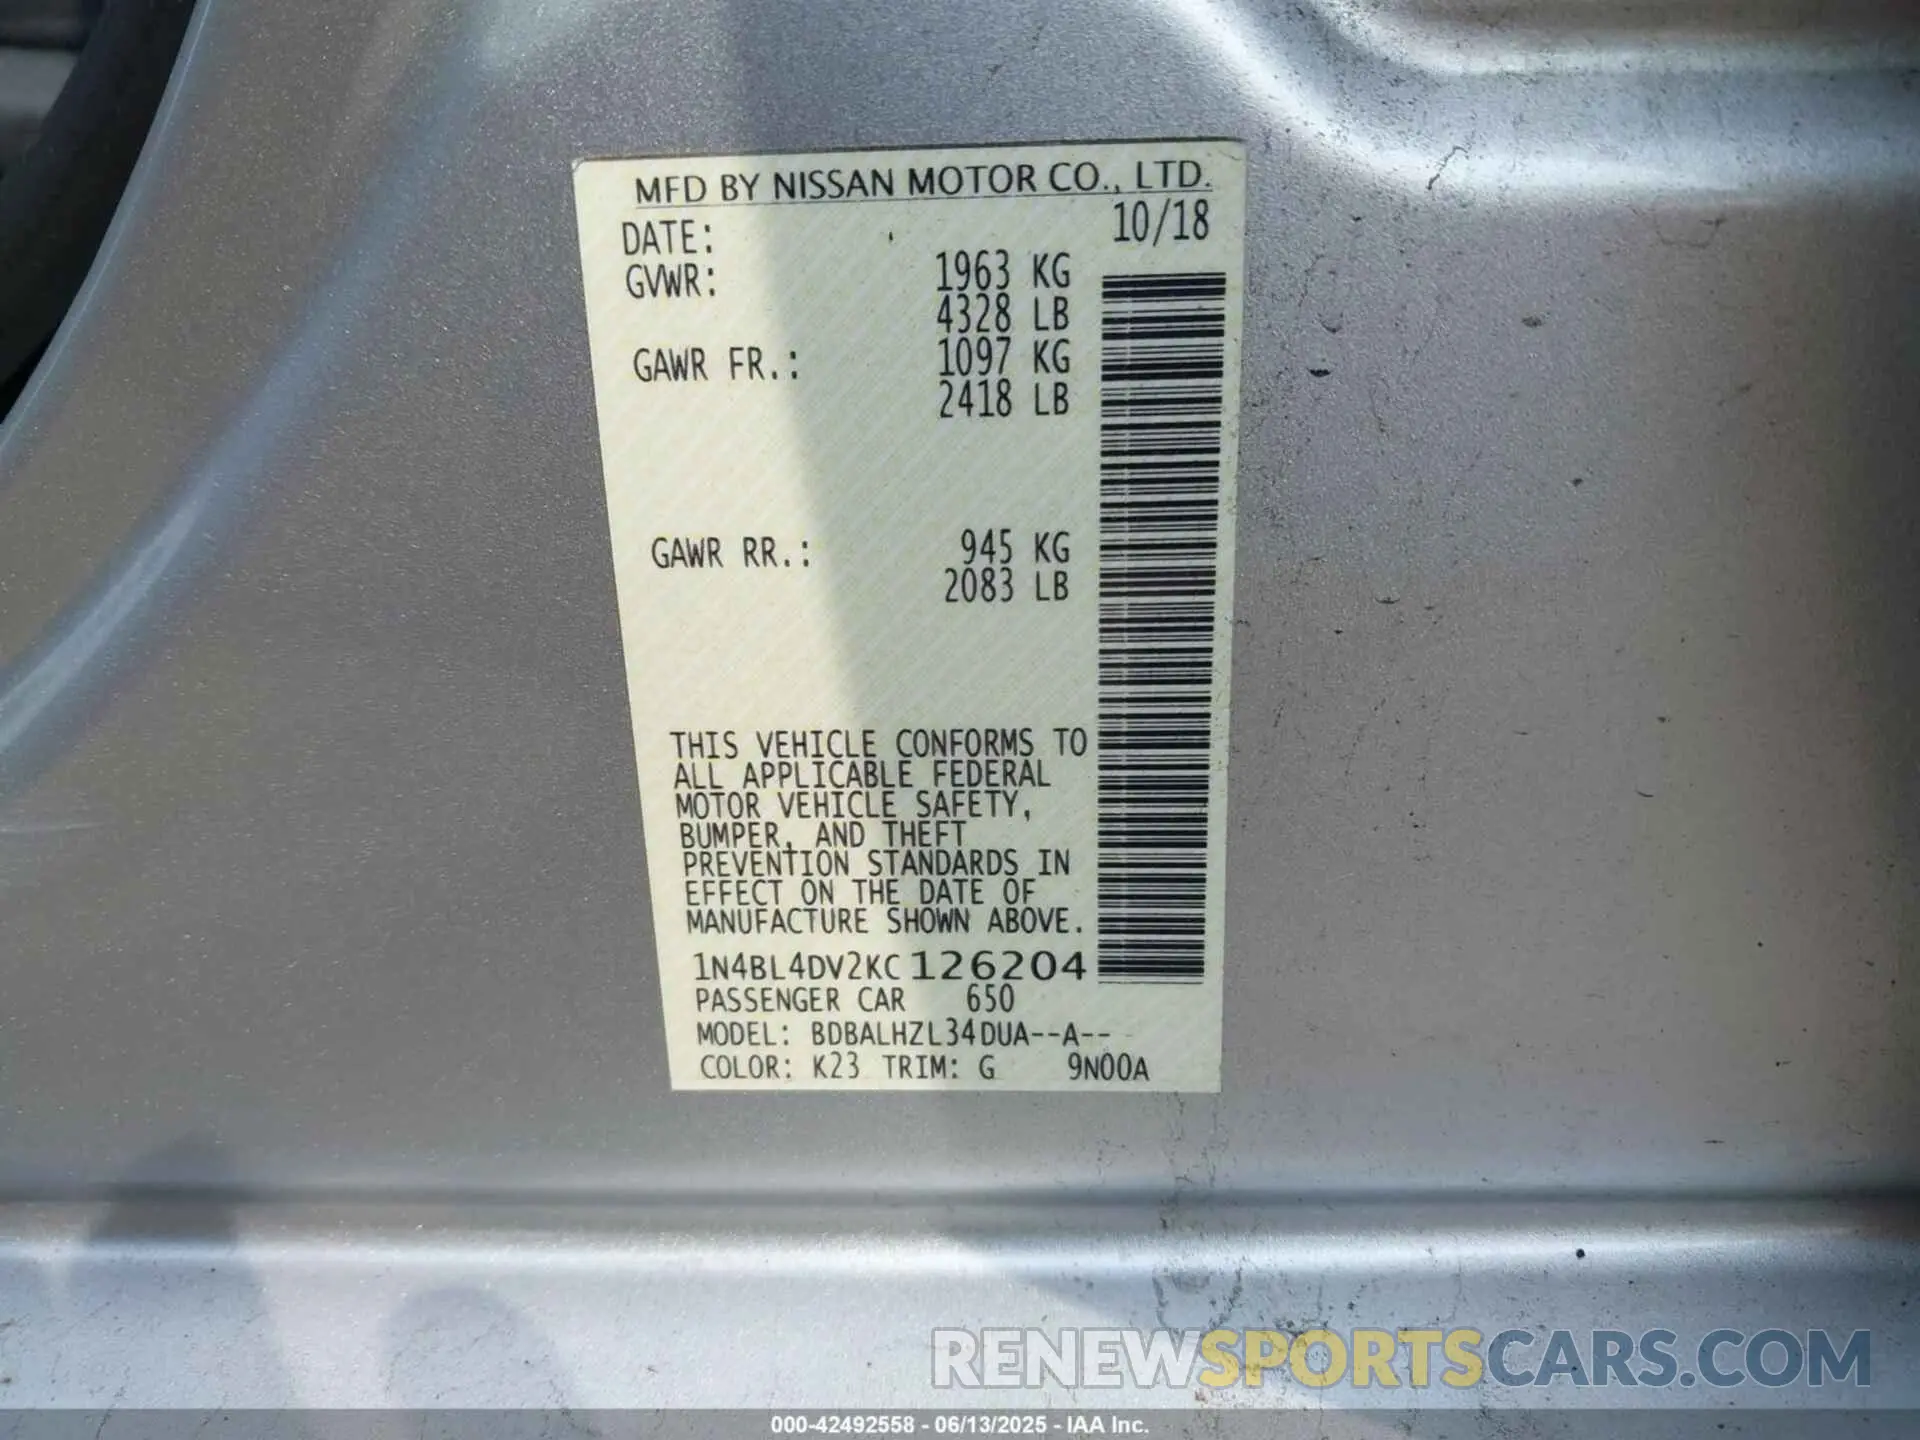 MFD BY NISSAN MOTOR CO., LTD.
DATE: 10/18
GVWR: 1963 KG
4328 LB
GAWR FR.: 1097 KG
2418 LB
GAWR RR.: 945 KG
2083 LB
THIS VEHICLE CONFORMS TO
ALL APPLICABLE FEDERAL
MOTOR VEHICLE SAFETY,
BUMPER, AND THEFT
PREVENTION STANDARDS IN
EFFECT ON THE DATE OF
MANUFACTURE SHOWN ABOVE.
1N4BL4DV2KC126204
PASSENGER CAR 650
MODEL: BDBALHZL34DUA--A--
COLOR: K23 TRIM: G 9N00A
RENEWSPORTSCARS.COM
000-42492558 - 06/13/2025 - IAA Inc.